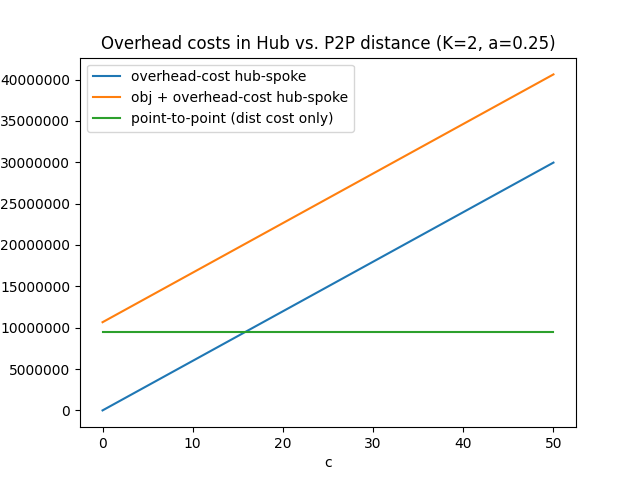 Overhead costs in Hub vs. P2P distance (K=2, a=0.25)
overhead-cost hub-spoke
obj + overhead-cost hub-spoke
point-to-point (dist cost only)
40000000
35000000
30000000
25000000
20000000
15000000
10000000
5000000
0
0 10 20 30 40 50
c